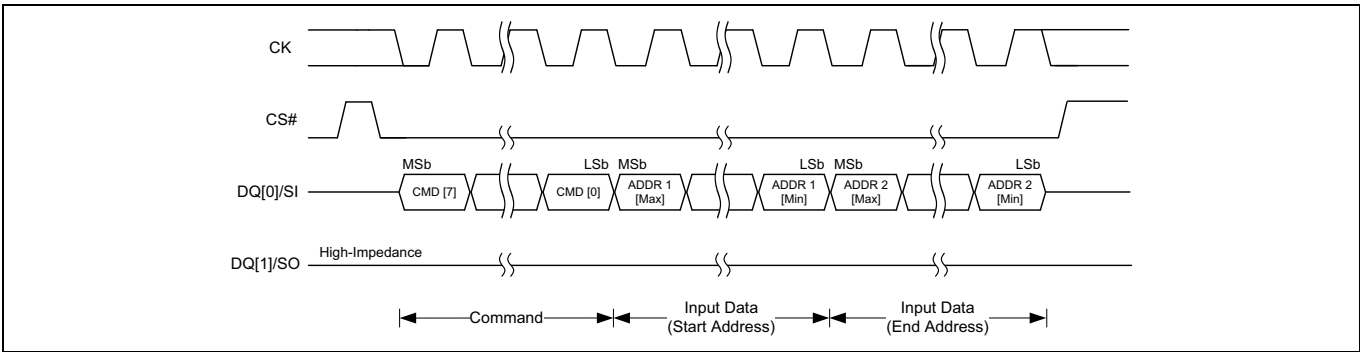 CK
CS#
MSb LSb MSb LSb MSb LSb
DQ[0]/SI CMD [7] CMD [0] ADDR 1 [Max] ADDR 1 [Min] ADDR 2 [Max] ADDR 2 [Min]
High-Impedance
DQ[1]/SO
Command
Input Data
(Start Address)
Input Data
(End Address)